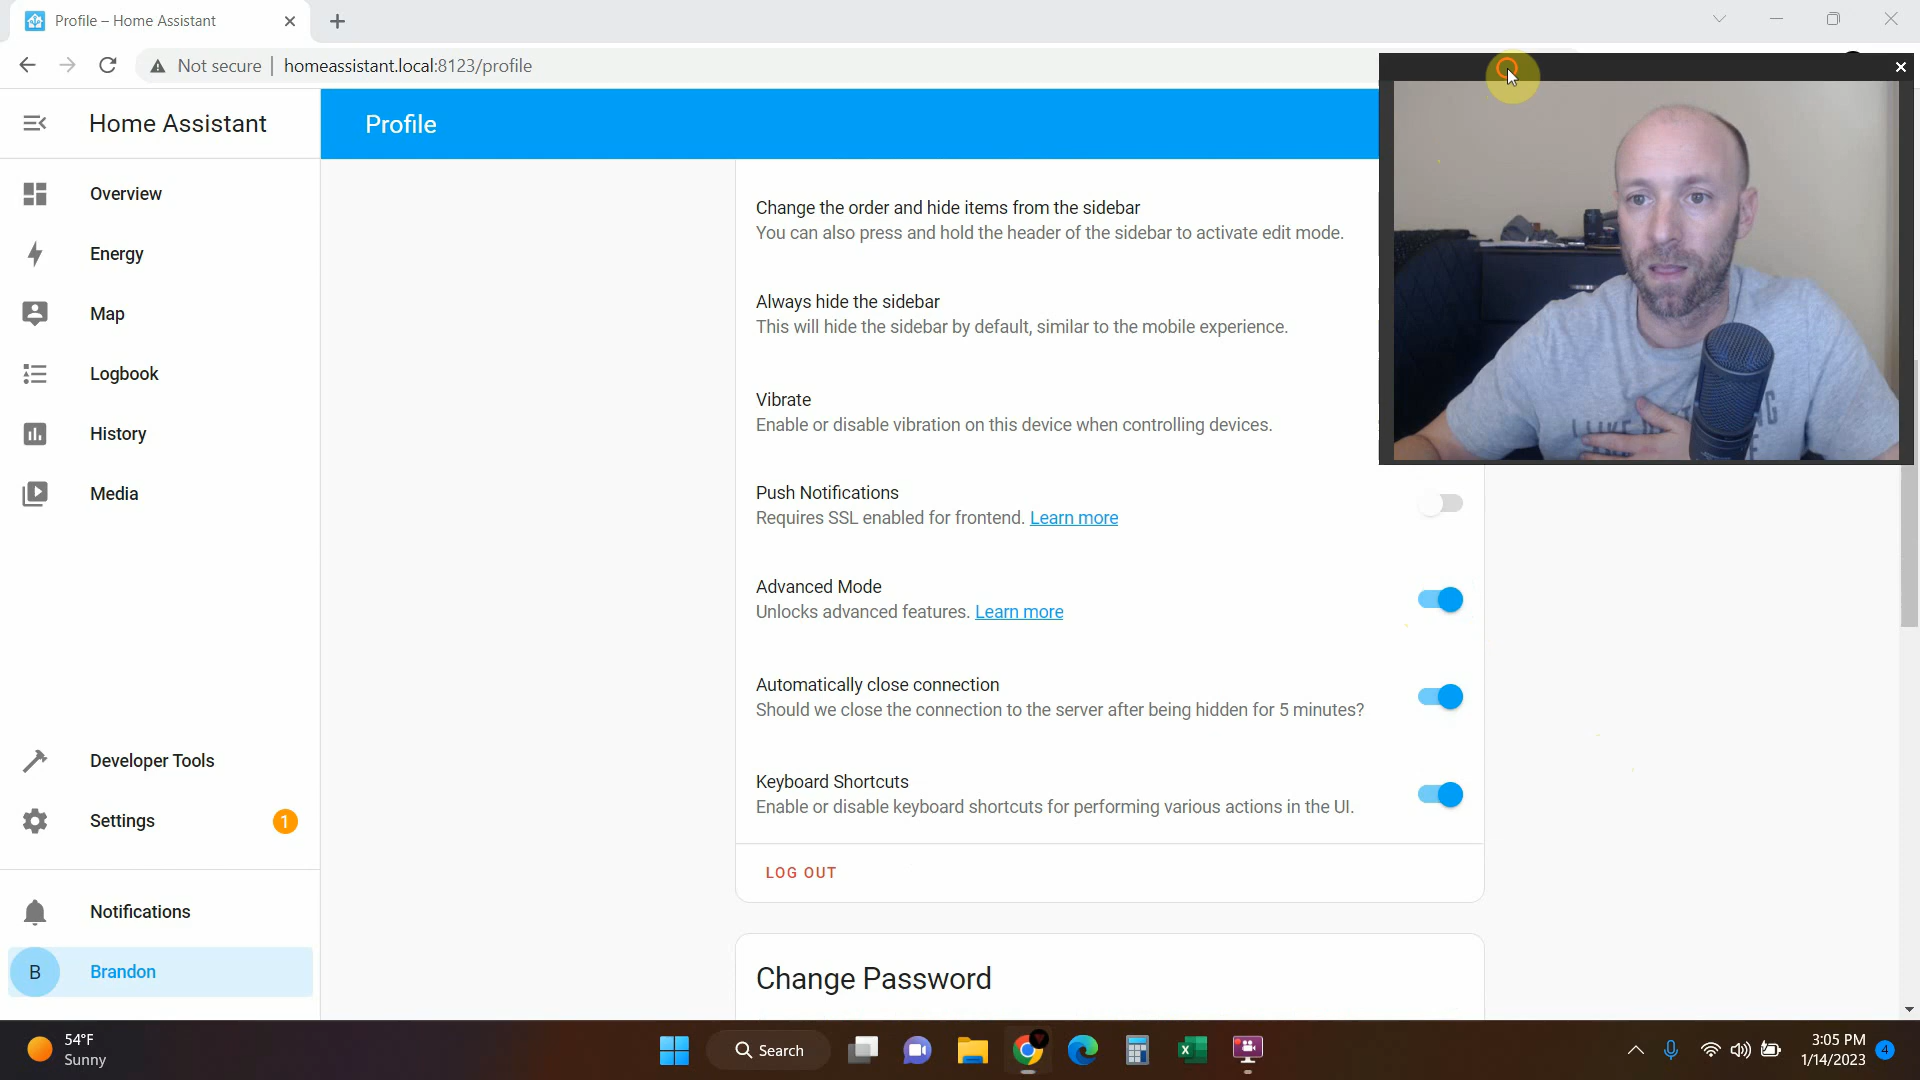 Profile – Home Assistant
Not secure | homeassistant.local:8123/profile
Home Assistant
Profile
Overview
Energy
Map
Logbook
History
Media
Developer Tools
Settings
1
Notifications
B
Brandon
Change the order and hide items from the sidebar
You can also press and hold the header of the sidebar to activate edit mode.
Always hide the sidebar
This will hide the sidebar by default, similar to the mobile experience.
Vibrate
Enable or disable vibration on this device when controlling devices.
Push Notifications
Requires SSL enabled for frontend. Learn more
Advanced Mode
Unlocks advanced features. Learn more
Automatically close connection
Should we close the connection to the server after being hidden for 5 minutes?
Keyboard Shortcuts
Enable or disable keyboard shortcuts for performing various actions in the UI.
LOG OUT
Change Password
54°F
Sunny
Search
3:05 PM
1/14/2023
4